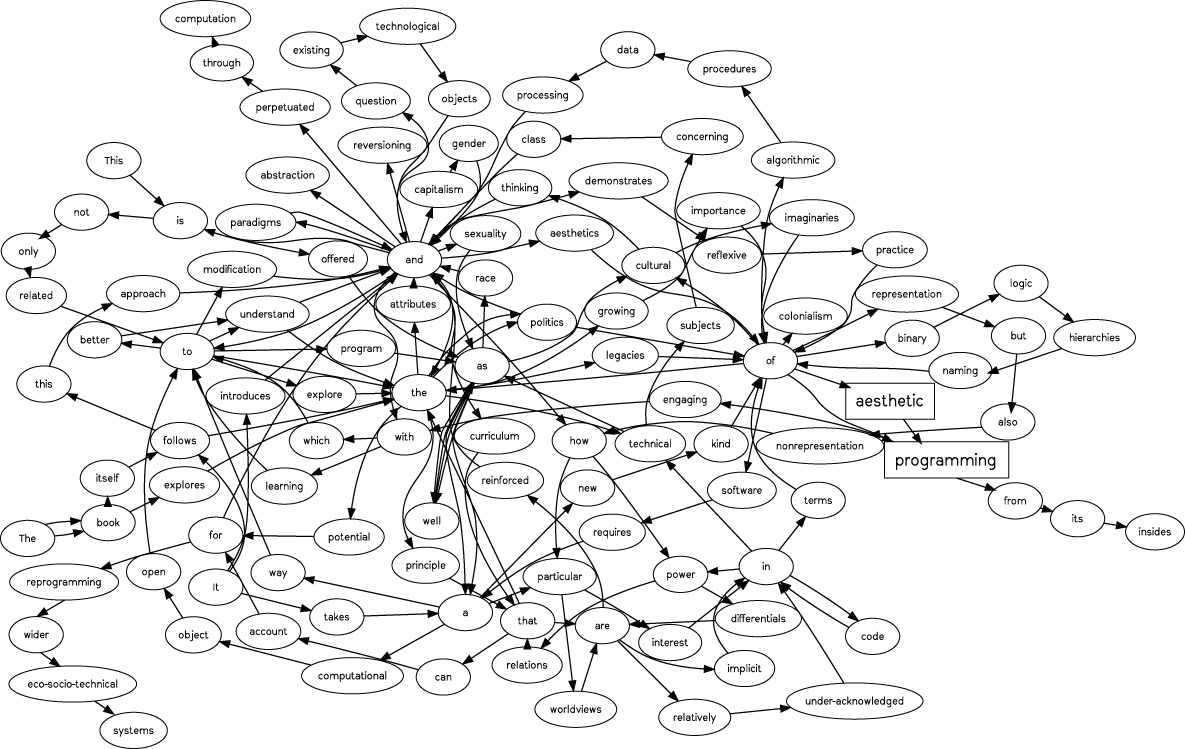 computation
technological
existing
data
through
procedures
objects
processing
question
perpetuated
concerning
class
gender
reversioning
This
algorithmic
abstraction
demonstrates
thinking
capitalism
not
importance
imaginaries
is
paradigms
sexuality
aesthetics
only
practice
reflexive
offered
and
cultural
modification
race
logic
related
approach
representation
attributes
understand
growing
colonialism
politics
subjects
but
binary
hierarchies
better
to
program
legacies
of
as
naming
this
the
introduces
explore
engaging
aesthetic
also
follows
which
with
curriculum
how
technical
kind
nonrepresentation
programming
itself
explores
learning
reinforced
new
software
terms
from
book
well
its
The
for
potential
requires
insides
principle
in
open
way
particular
power
reprogramming
It
takes
a
that
are
differentials
wider
object
account
interest
code
relations
implicit
computational
can
eco-socio-technical
under-acknowledged
worldviews
relatively
systems